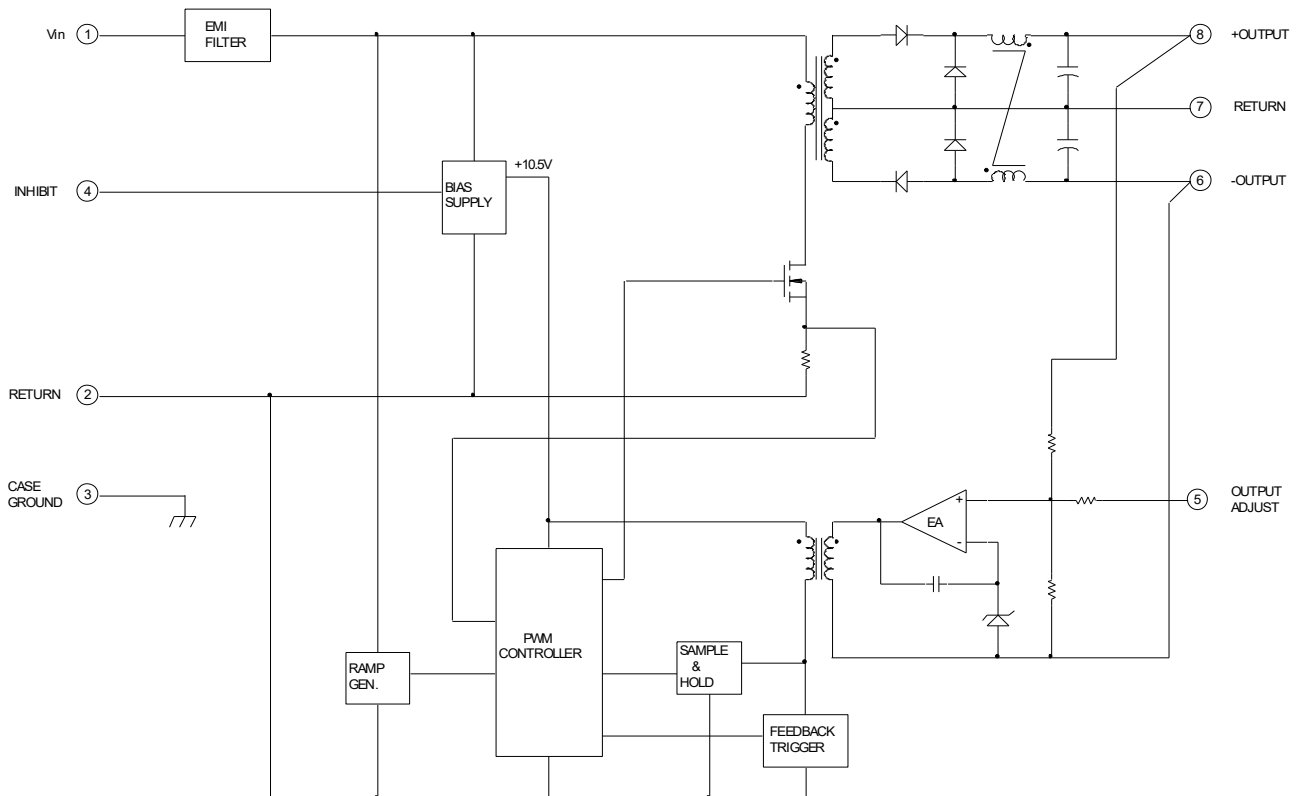 Vin 1
EMI
FILTER
8 +OUTPUT
7 RETURN
+10.5V
INHIBIT 4
BIAS
SUPPLY
6 -OUTPUT
RETURN 2
CASE
GROUND 3
+
EA
-
5 OUTPUT
ADJUST
PWM
CONTROLLER
SAMPLE
&
HOLD
RAMP
GEN.
FEEDBACK
TRIGGER